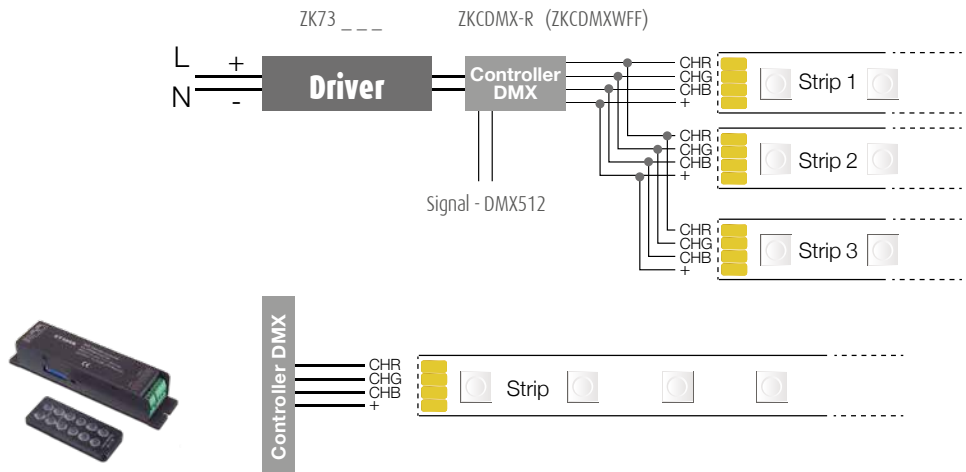 ZK73 _ _ _ ZKCDMX-R (ZKCDMXWFF)
L +
N -
Driver
Controller
DMX
Signal - DMX512
CHR
CHG
CHB
+
Strip 1
CHR
CHG
CHB
+
Strip 2
CHR
CHG
CHB
+
Strip 3
Controller DMX
CHR
CHG
CHB
+
Strip